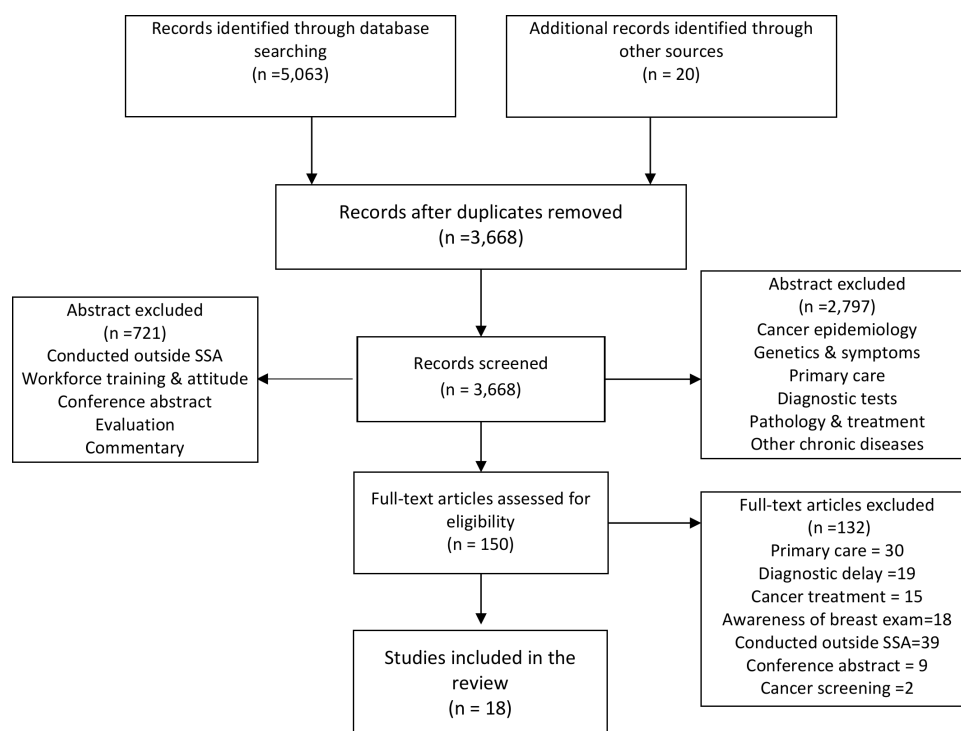 Records identified through database
searching
(n =5,063)
Additional records identified through
other sources
(n = 20)
Records after duplicates removed
(n =3,668)
Abstract excluded
(n =721)
Conducted outside SSA
Workforce training & attitude
Conference abstract
Evaluation
Commentary
Records screened
(n = 3,668)
Abstract excluded
(n =2,797)
Cancer epidemiology
Genetics & symptoms
Primary care
Diagnostic tests
Pathology & treatment
Other chronic diseases
Full-text articles assessed for
eligibility
(n = 150)
Full-text articles excluded
(n =132)
Primary care = 30
Diagnostic delay =19
Cancer treatment = 15
Awareness of breast exam=18
Conducted outside SSA=39
Conference abstract = 9
Cancer screening =2
Studies included in the
review
(n = 18)